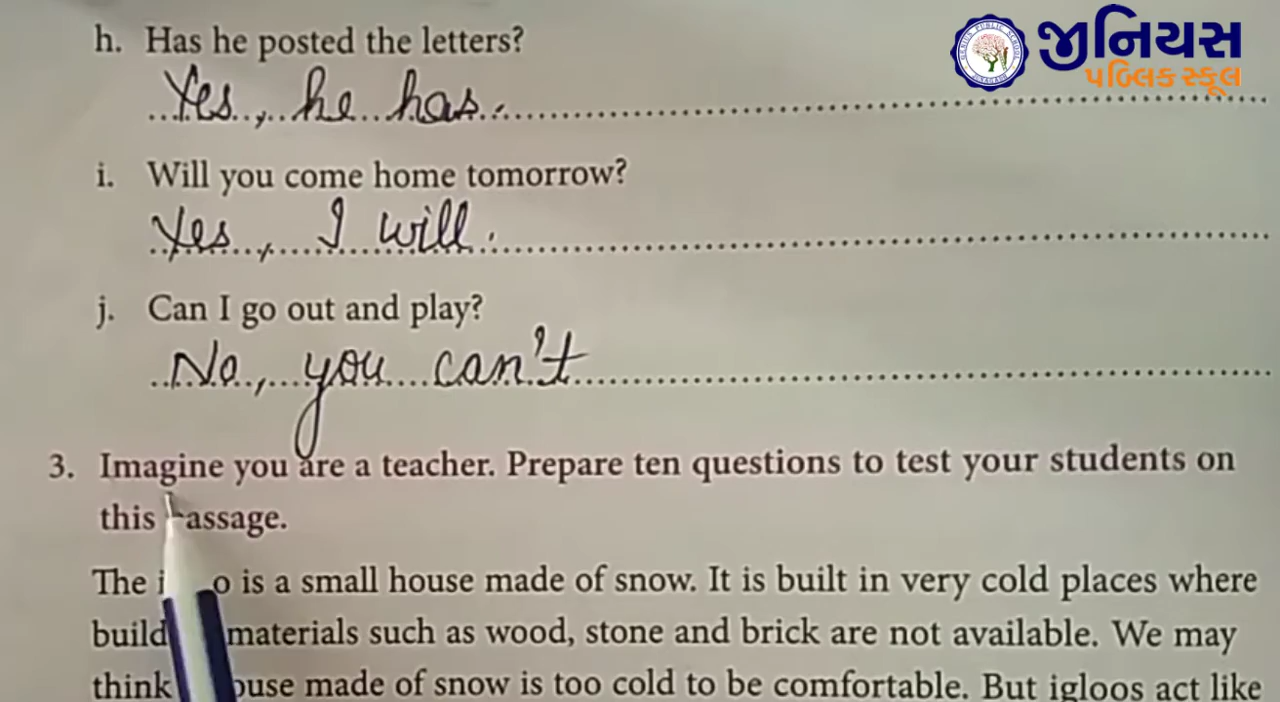 જીનિયસ
પબ્લિક સ્કૂલ
h. Has he posted the letters?
Yes, he has.
i. Will you come home tomorrow?
Yes, I will.
j. Can I go out and play?
No, you can't
3. Imagine you are a teacher. Prepare ten questions to test your students on
this assage.
The i o is a small house made of snow. It is built in very cold places where
build materials such as wood, stone and brick are not available. We may
think ouse made of snow is too cold to be comfortable. But igloos act like